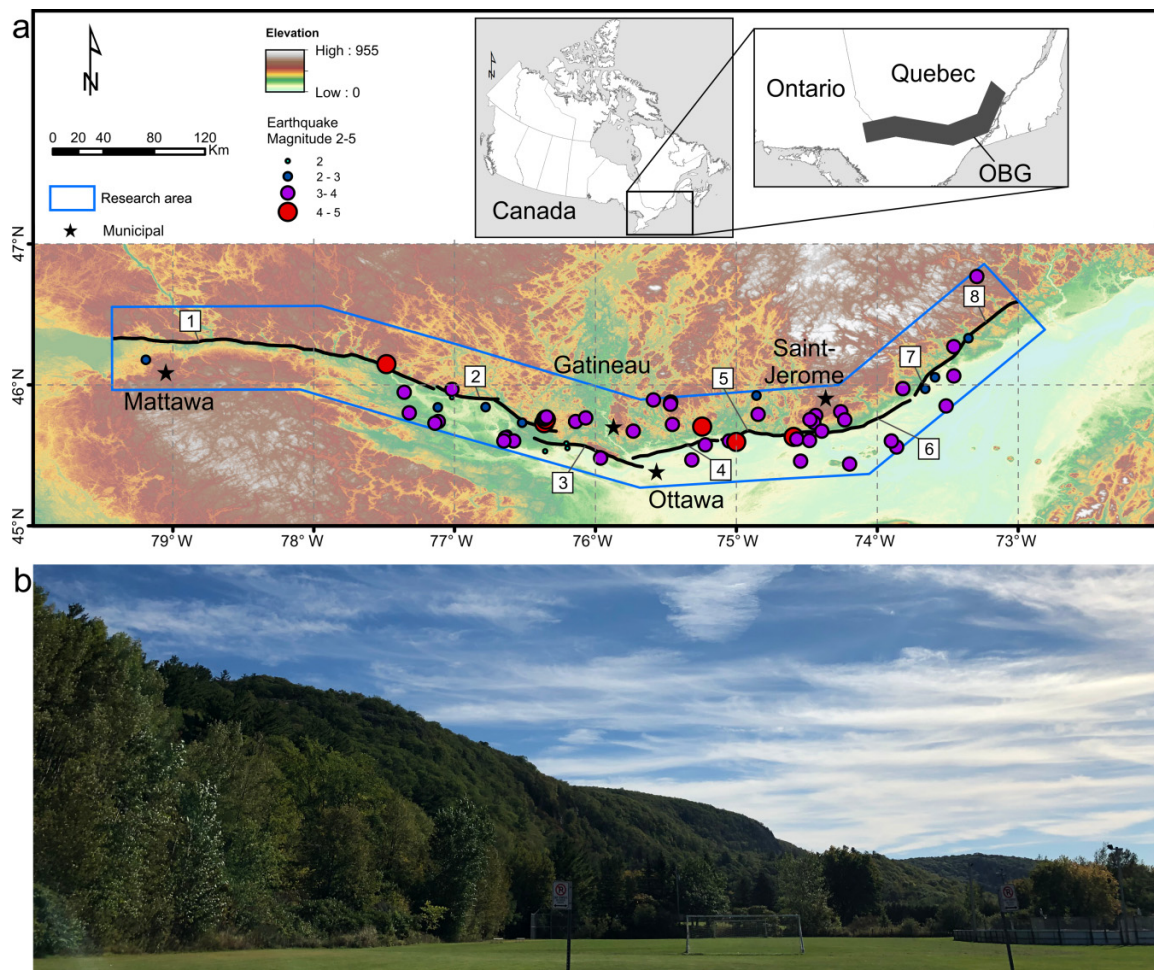 a
N
Elevation
High : 955
Low : 0
0 20 40 80 120
Km
Earthquake
Magnitude 2-5
2
2 - 3
3- 4
4 - 5
Research area
Municipal
N
Canada
Ontario
Quebec
OBG
47°N
46°N
45°N
1
2
3
4
5
6
7
8
Mattawa
Gatineau
Ottawa
Saint-
Jerome
79°W
78°W
77°W
76°W
75°W
74°W
73°W
b